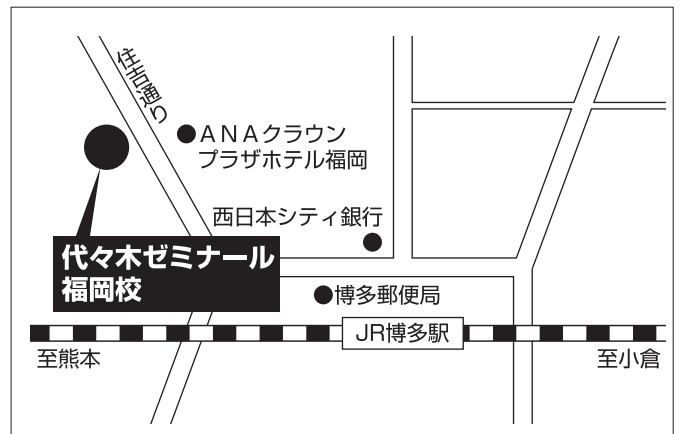 住吉通り
ANAクラウン
プラザホテル福岡
西日本シティ銀行
代々木ゼミナール
福岡校
博多郵便局
JR博多駅
至熊本
至小倉